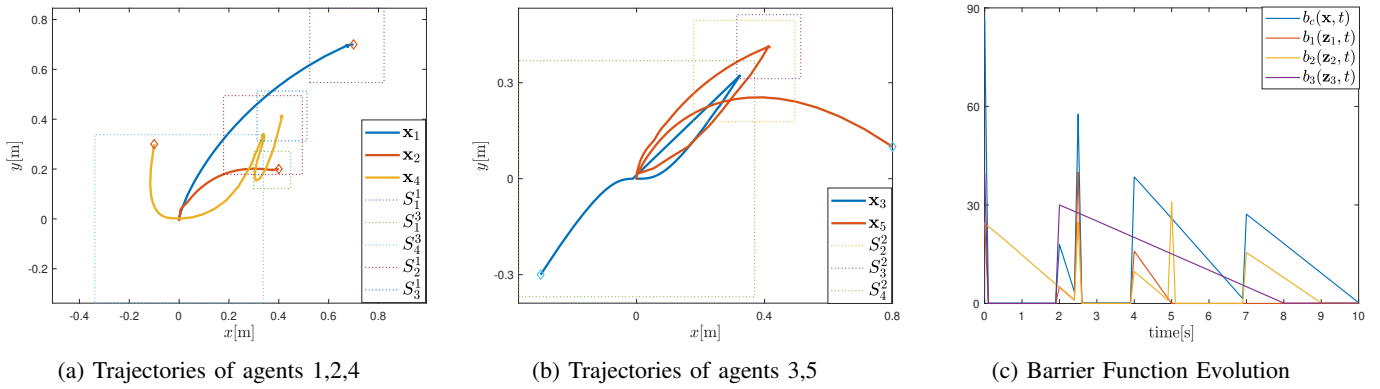 0.8
0.6
0.4
0.2
0
-0.2
-0.4
-0.2
0
0.2
0.4
0.6
0.8
y[m]
x[m]
x₁
x₂
x₄
S₁¹
S₁³
S₄³
S₂¹
S₃¹
(a) Trajectories of agents 1,2,4
0.3
0
-0.3
0
0.4
0.8
y[m]
x[m]
x₃
x₅
S₂²
S₃²
S₄²
(b) Trajectories of agents 3,5
90
60
30
0
0
1
2
3
4
5
6
7
8
9
10
time[s]
b_c(x, t)
b₁(z₁, t)
b₂(z₂, t)
b₃(z₃, t)
(c) Barrier Function Evolution